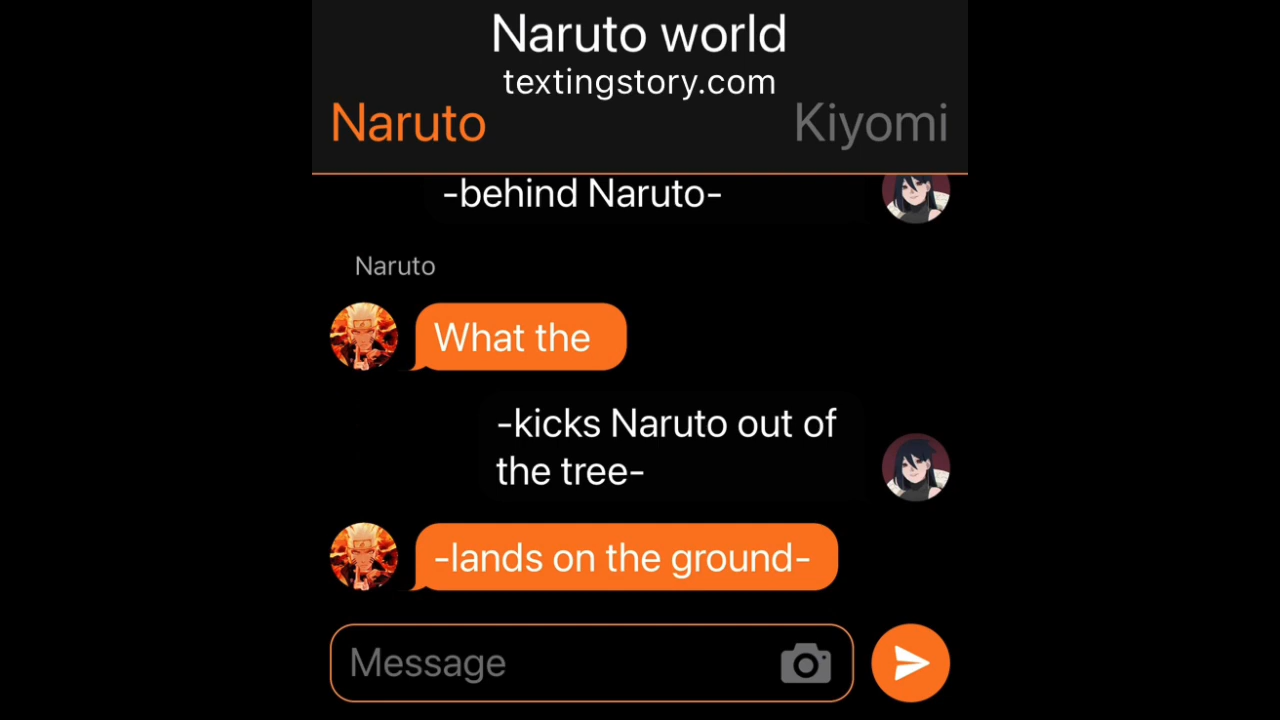 Naruto world
textingstory.com
Naruto Kiyomi
-behind Naruto-
Naruto
What the
-kicks Naruto out of
the tree-
-lands on the ground-
Message